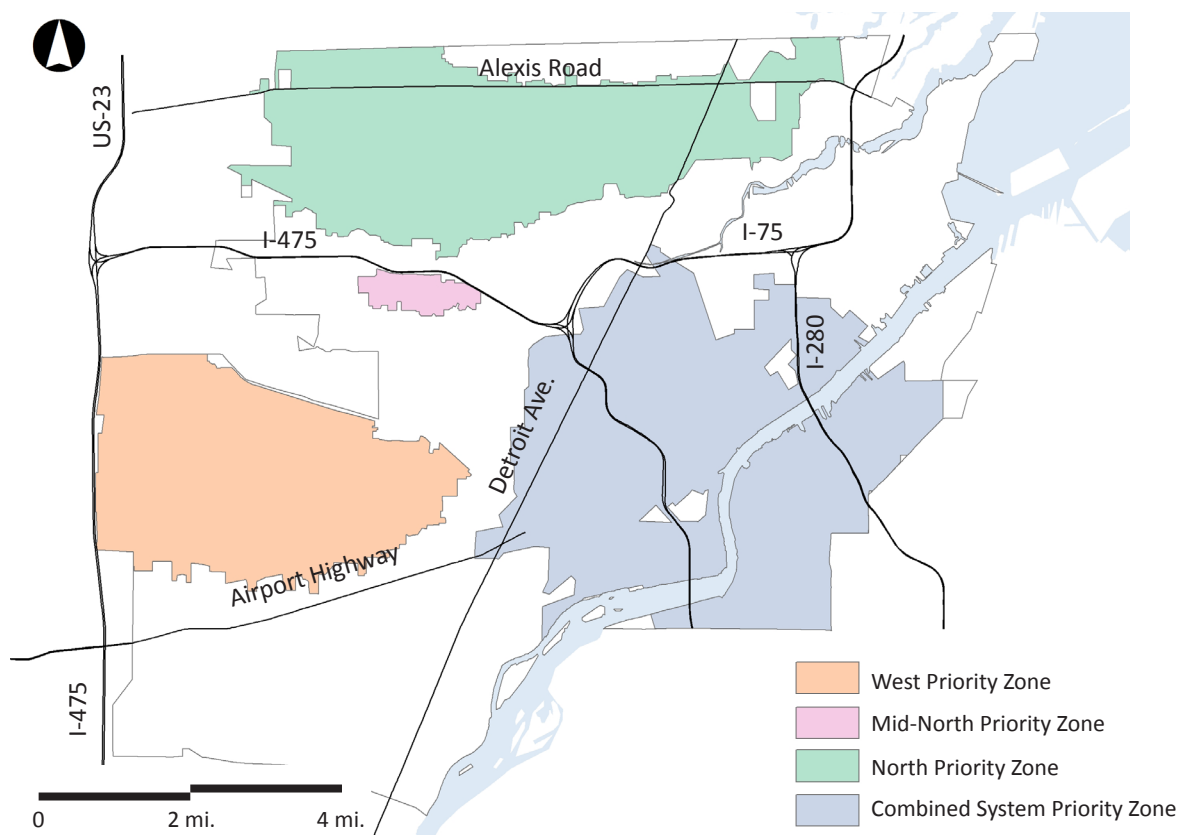 Alexis Road
US-23
I-475
I-75
I-280
Detroit Ave.
Airport Highway
I-475
West Priority Zone
Mid-North Priority Zone
North Priority Zone
Combined System Priority Zone
0 2 mi. 4 mi.